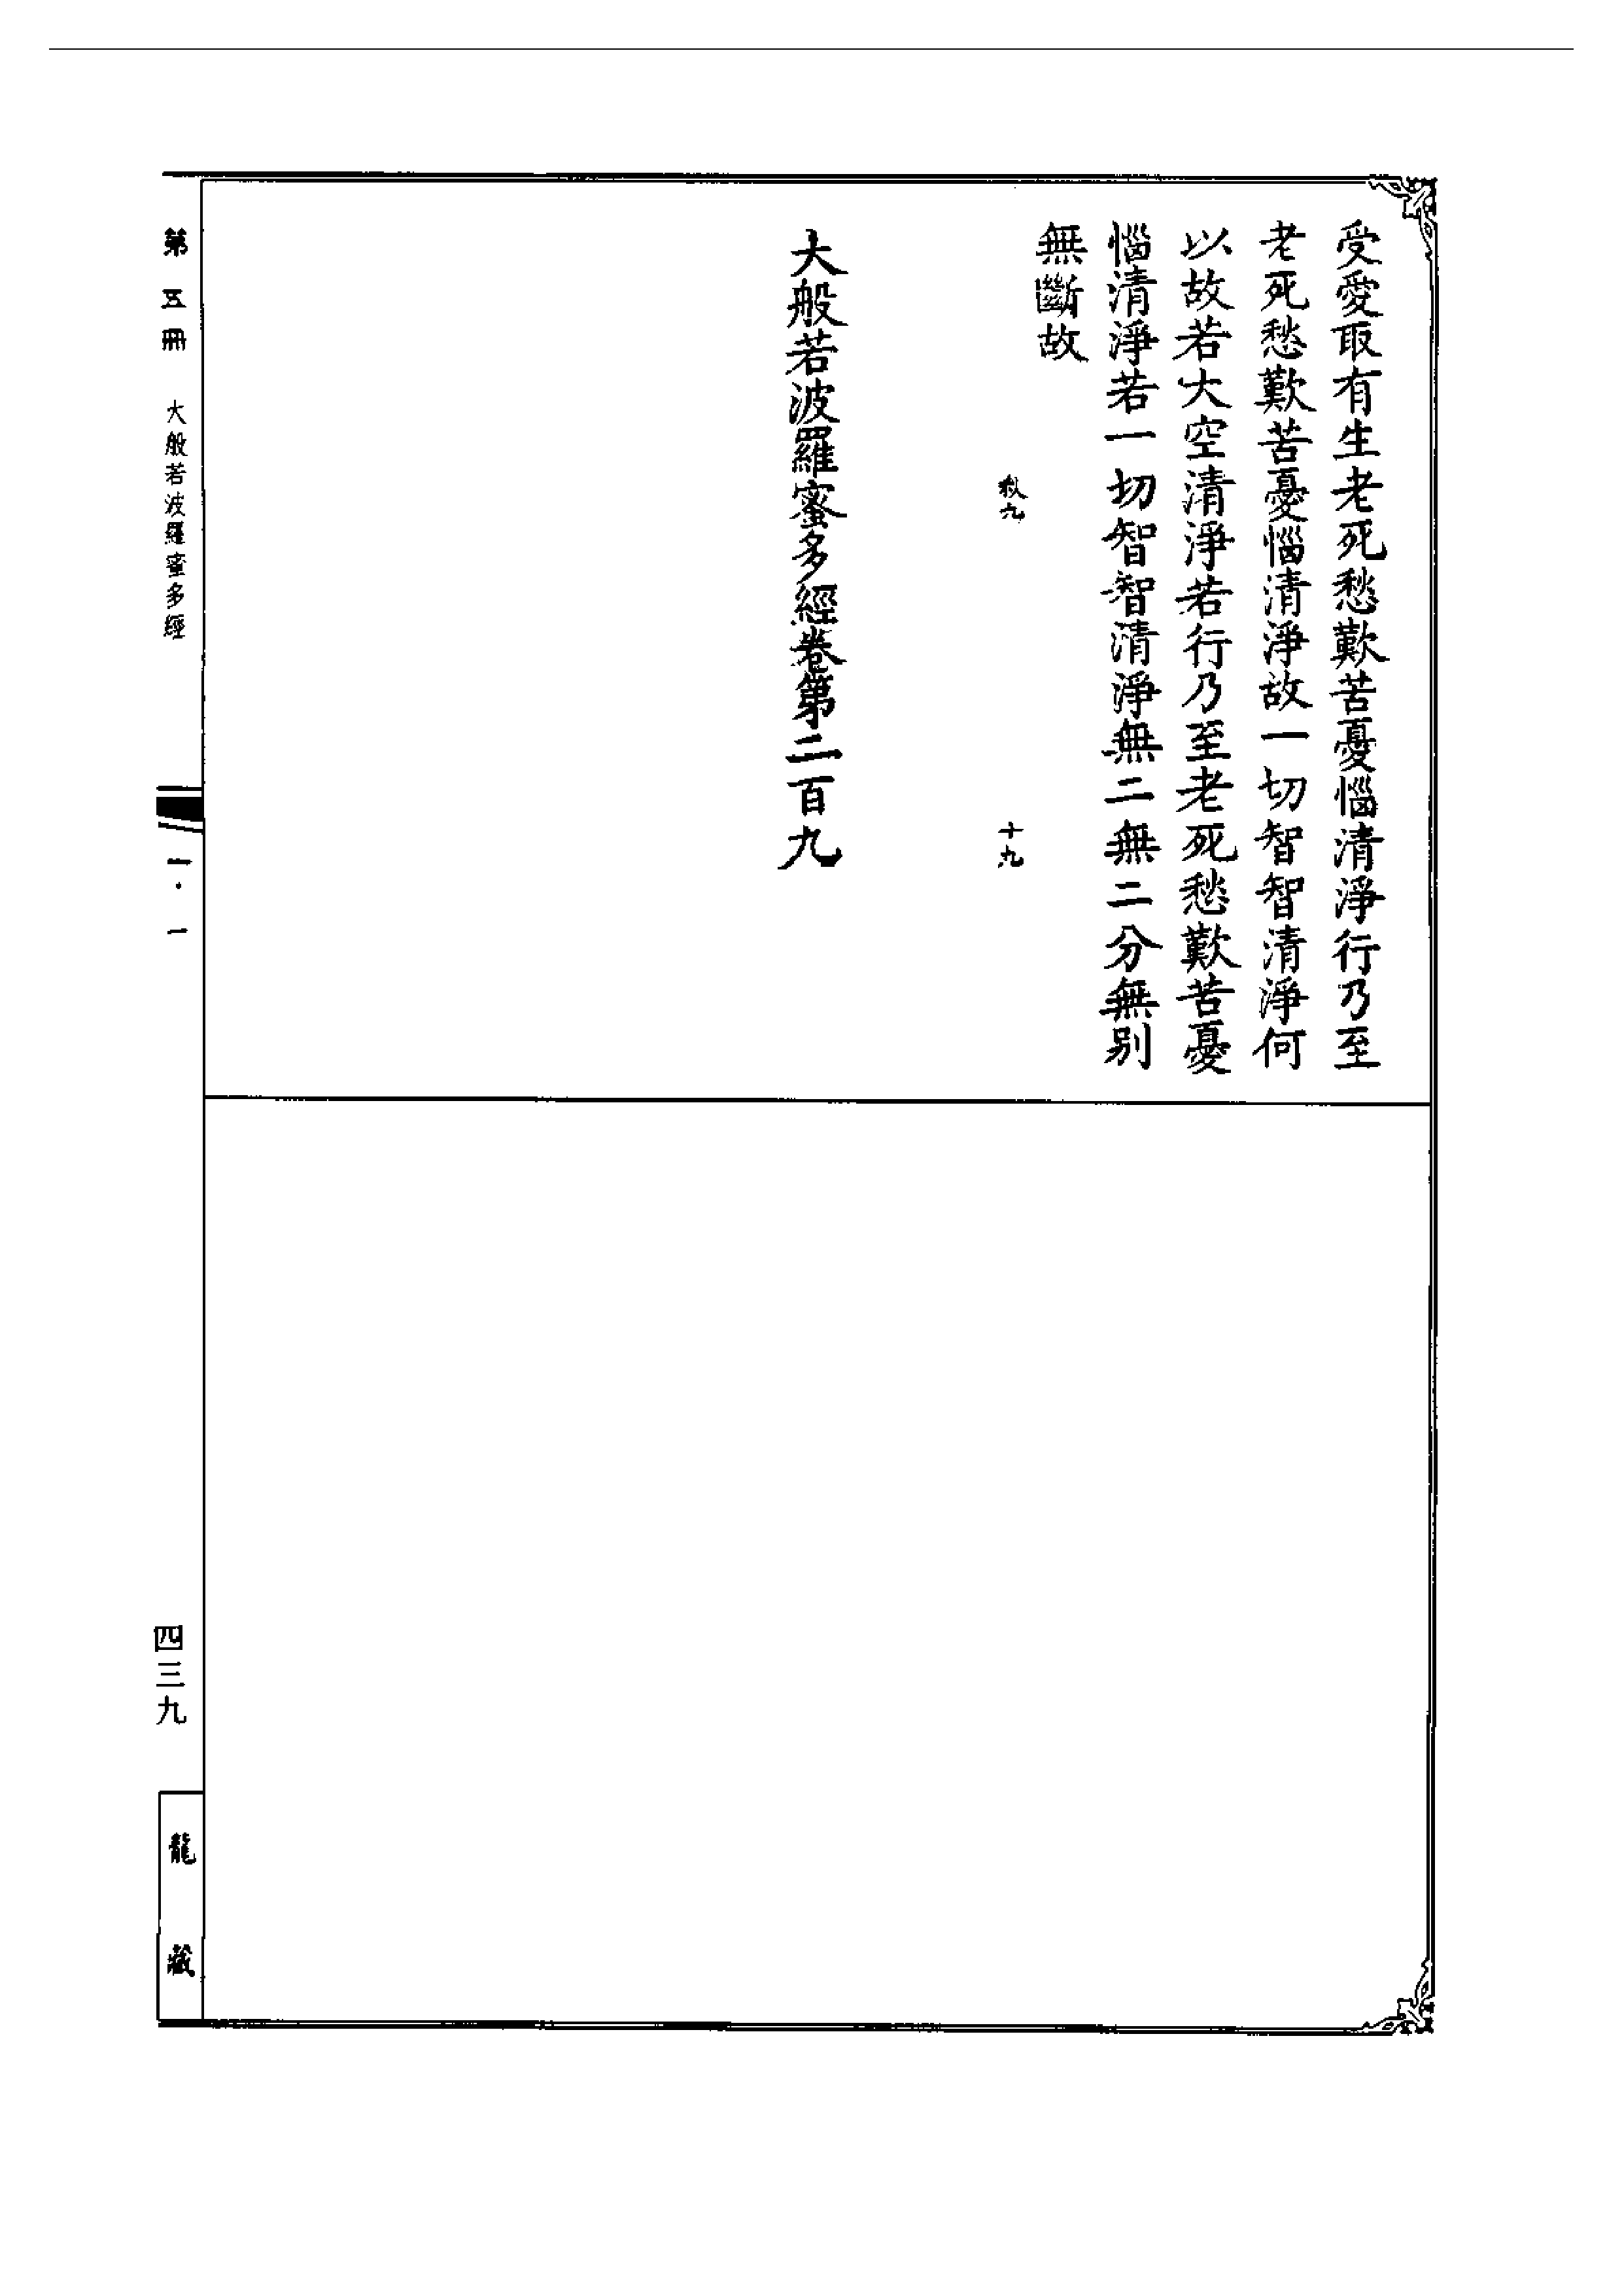 受愛取有生老死愁歎苦憂惱清淨行乃至
老死愁歎苦憂惱清淨故一切智智清淨何
以故若大空清淨若行乃至老死愁歎苦憂
惱清淨若一切智智清淨無二無二分無別
無斷故
秋九 十九
大般若波羅蜜多經卷第二百九
第五冊 大般若波羅蜜多經 一·一 四三九 龍藏